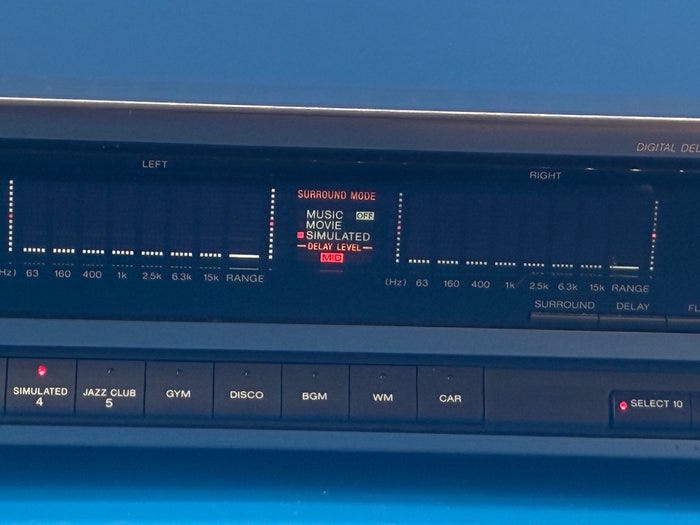 DIGITAL DEL
LEFT
RIGHT
SURROUND MODE
MUSIC OFF
MOVIE
SIMULATED
DELAY LEVEL
MID
Hz) 63 160 400 1k 2.5k 6.3k 15k RANGE
(Hz) 63 160 400 1k 2.5k 6.3k 15k RANGE
SURROUND DELAY FL
SIMULATED
4
JAZZ CLUB
5
GYM
DISCO
BGM
WM
CAR
SELECT 10